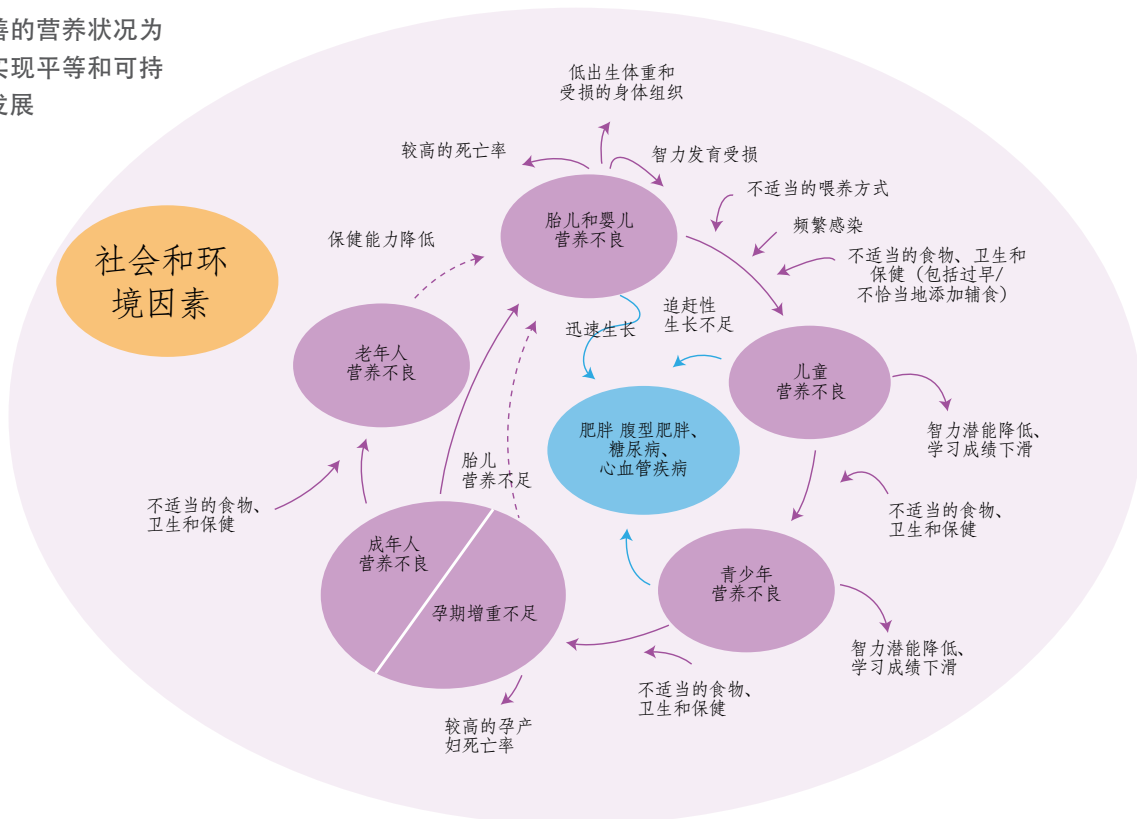 善的营养状况为
实现平等和可持
发展
低出生体重和
受损的身体组织
较高的死亡率
智力发育受损
不适当的喂养方式
胎儿和婴儿
营养不良
频繁感染
保健能力降低
不适当的食物、卫生和
保健（包括过早/
不恰当地添加辅食）
社会和环
境因素
追赶性
生长不足
迅速生长
老年人
营养不良
儿童
营养不良
肥胖 腹型肥胖、
糖尿病、
心血管疾病
智力潜能降低、
学习成绩下滑
胎儿
营养不足
不适当的食物、
卫生和保健
不适当的食物、
卫生和保健
成年人
营养不良
孕期增重不足
青少年
营养不良
智力潜能降低、
学习成绩下滑
不适当的食物、
卫生和保健
较高的孕产
妇死亡率